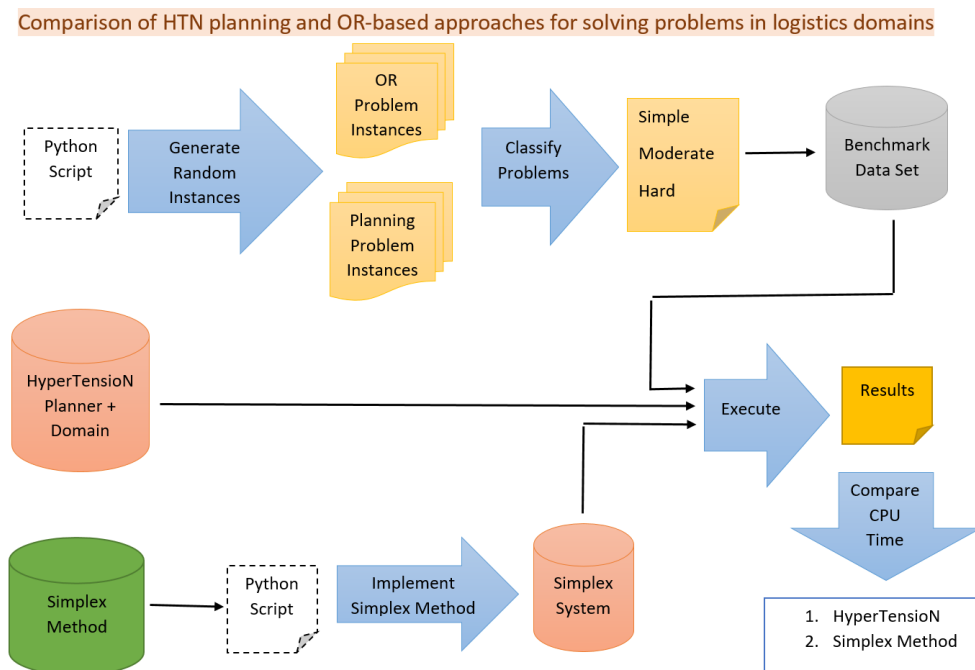 Comparison of HTN planning and OR-based approaches for solving problems in logistics domains
Python
Script
Generate
Random
Instances
OR
Problem
Instances
Planning
Problem
Instances
Classify
Problems
Simple
Moderate
Hard
Benchmark
Data Set
HyperTensioN
Planner +
Domain
Execute
Results
Compare
CPU
Time
Simplex
Method
Python
Script
Implement
Simplex Method
Simplex
System
1. HyperTensioN
2. Simplex Method